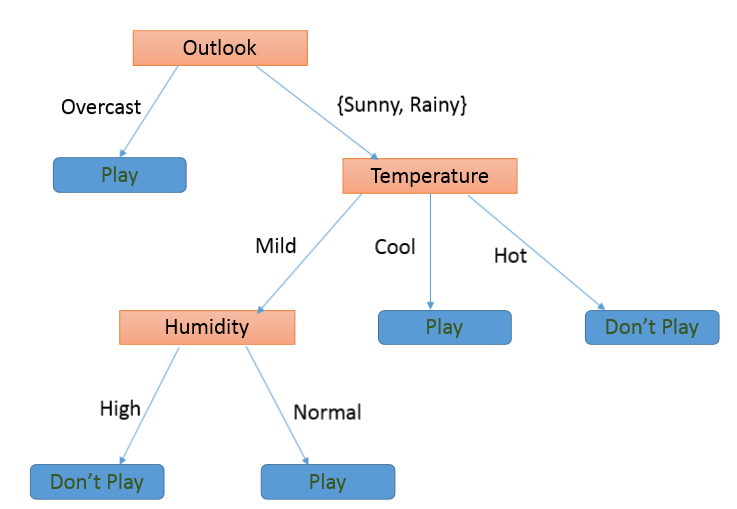 Outlook
Overcast
{Sunny, Rainy}
Play
Temperature
Mild
Cool
Hot
Humidity
Play
Don’t Play
High
Normal
Don’t Play
Play